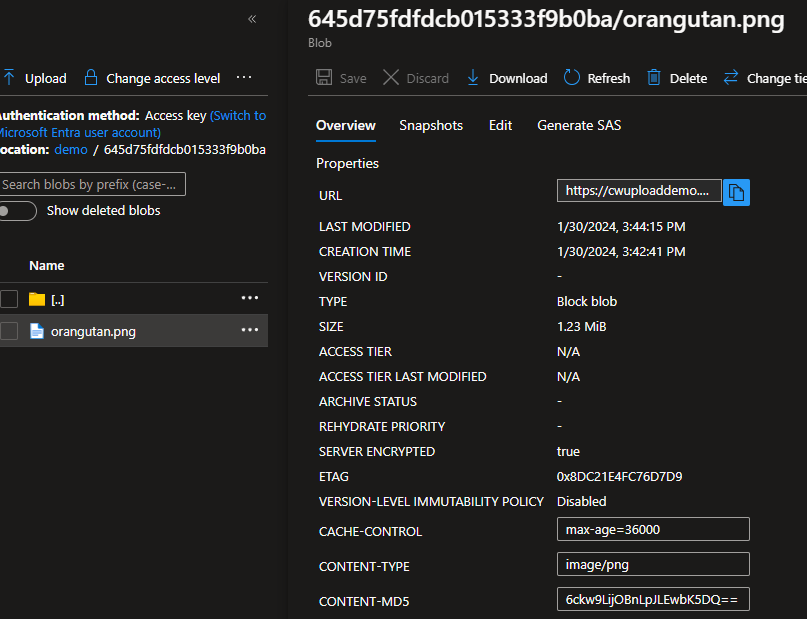 «
Upload Change access level ...
Authentication method: Access key (Switch to
Microsoft Entra user account)
Location: demo / 645d75fdfdcb015333f9b0ba
Search blobs by prefix (case-...
Show deleted blobs
Name
[..] ...
orangutan.png ...
645d75fdfdcb015333f9b0ba/orangutan.png
Blob
Save Discard Download Refresh Delete Change tie
Overview Snapshots Edit Generate SAS
Properties
URL https://cwuploaddemo....
LAST MODIFIED 1/30/2024, 3:44:15 PM
CREATION TIME 1/30/2024, 3:42:41 PM
VERSION ID -
TYPE Block blob
SIZE 1.23 MiB
ACCESS TIER N/A
ACCESS TIER LAST MODIFIED N/A
ARCHIVE STATUS -
REHYDRATE PRIORITY -
SERVER ENCRYPTED true
ETAG 0x8DC21E4FC76D7D9
VERSION-LEVEL IMMUTABILITY POLICY Disabled
CACHE-CONTROL max-age=36000
CONTENT-TYPE image/png
CONTENT-MD5 6ckw9LijOBnLpJLEwbK5DQ==